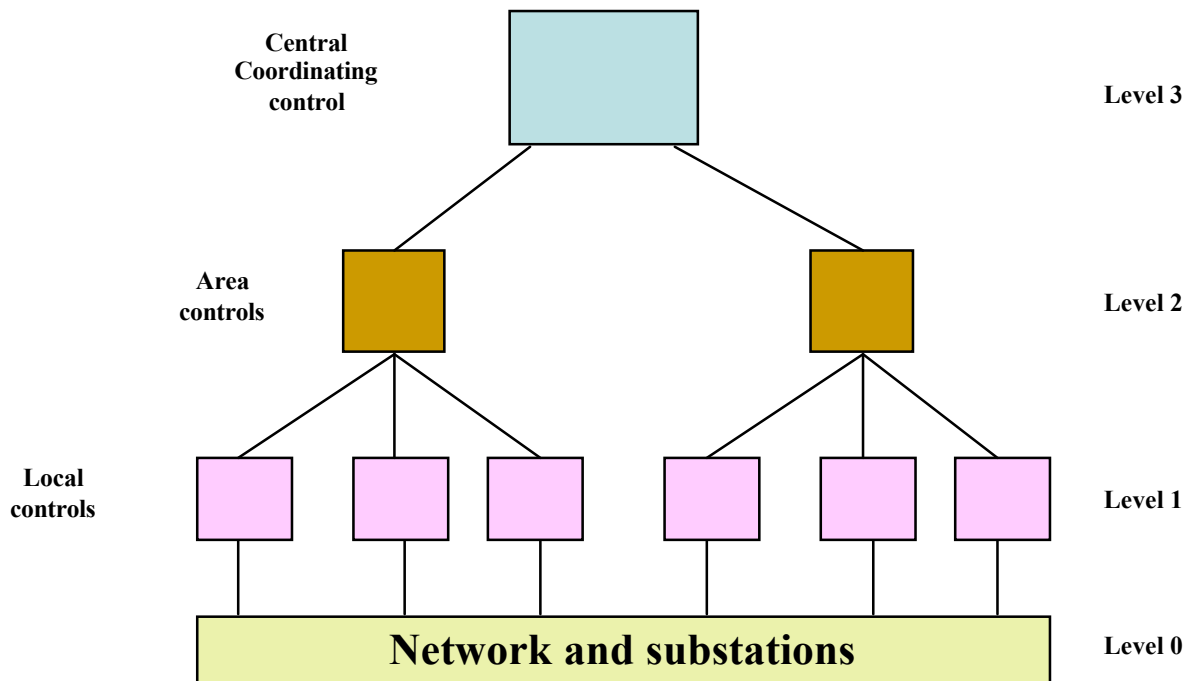 Central
Coordinating
control
Level 3
Area
controls
Level 2
Local
controls
Level 1
Network and substations
Level 0